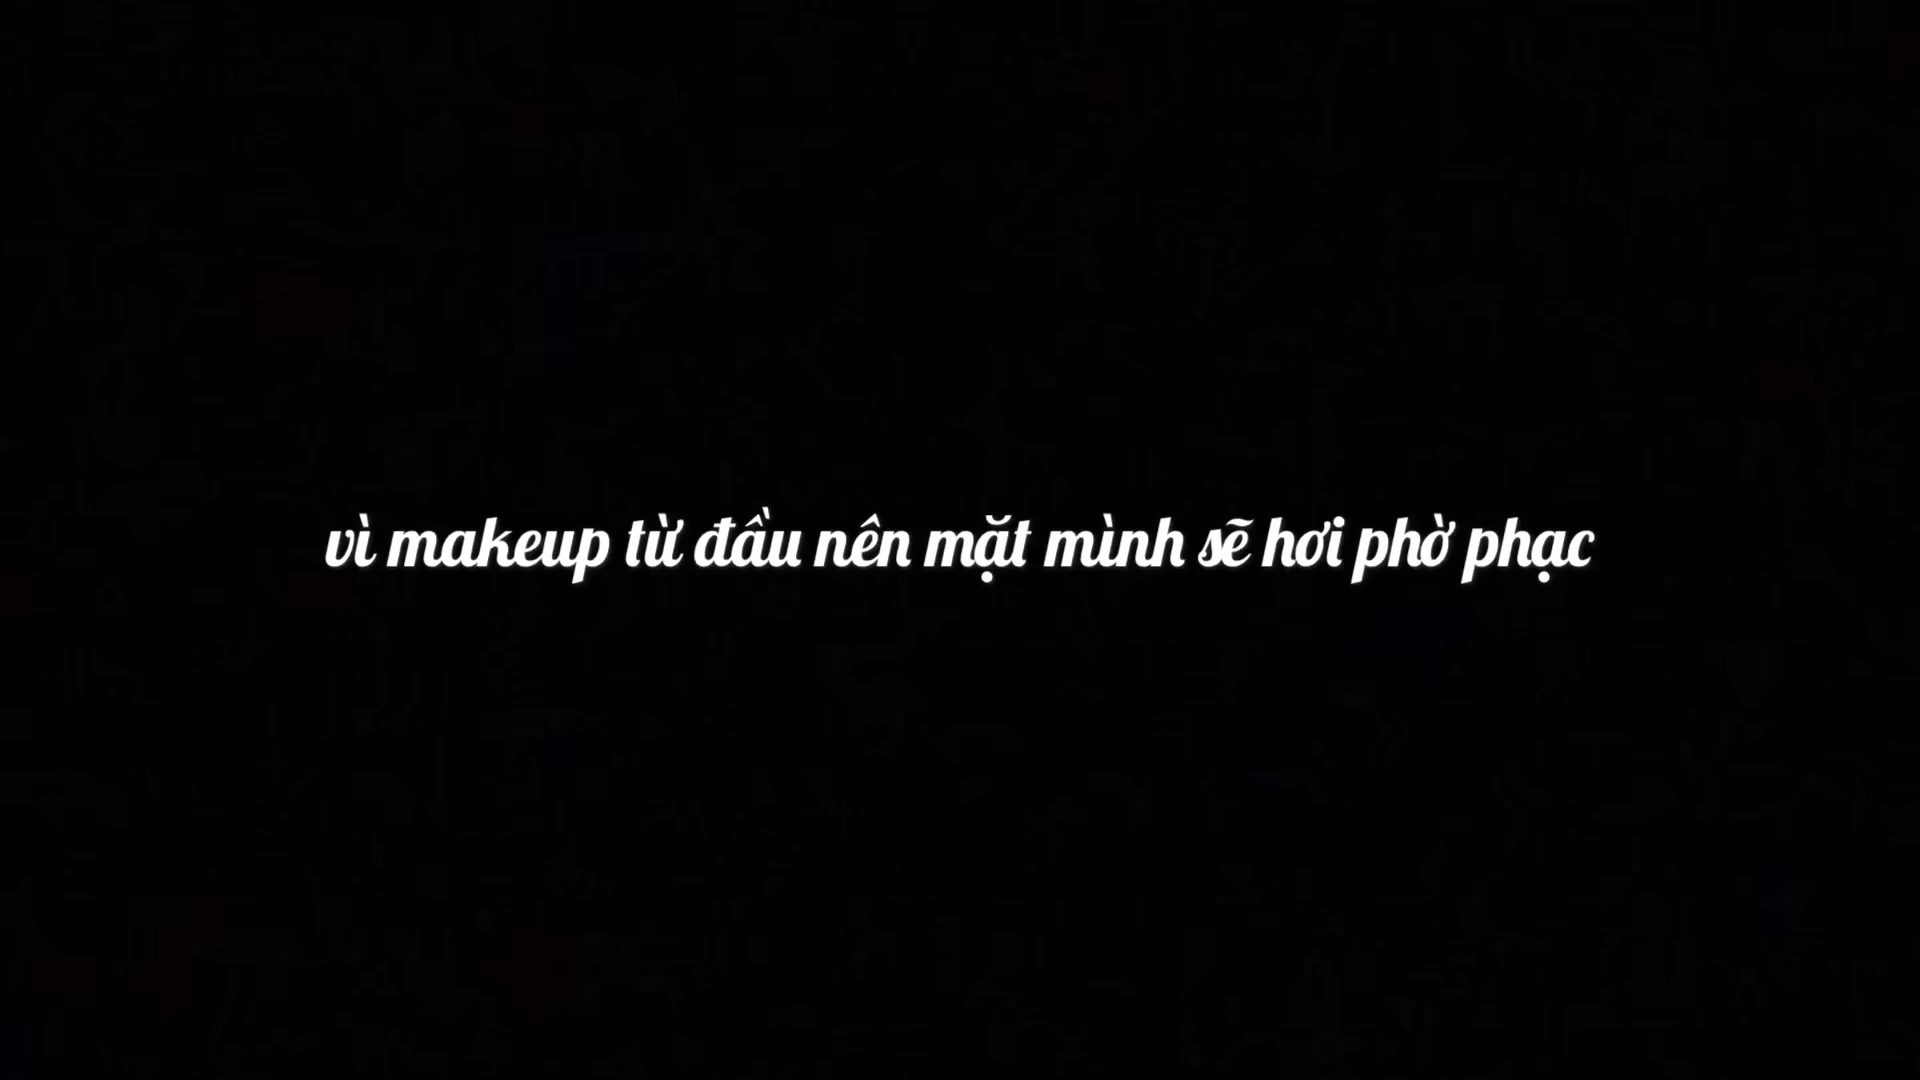 vì makeup từ đầu nên mặt mình sẽ hơi phờ phạc